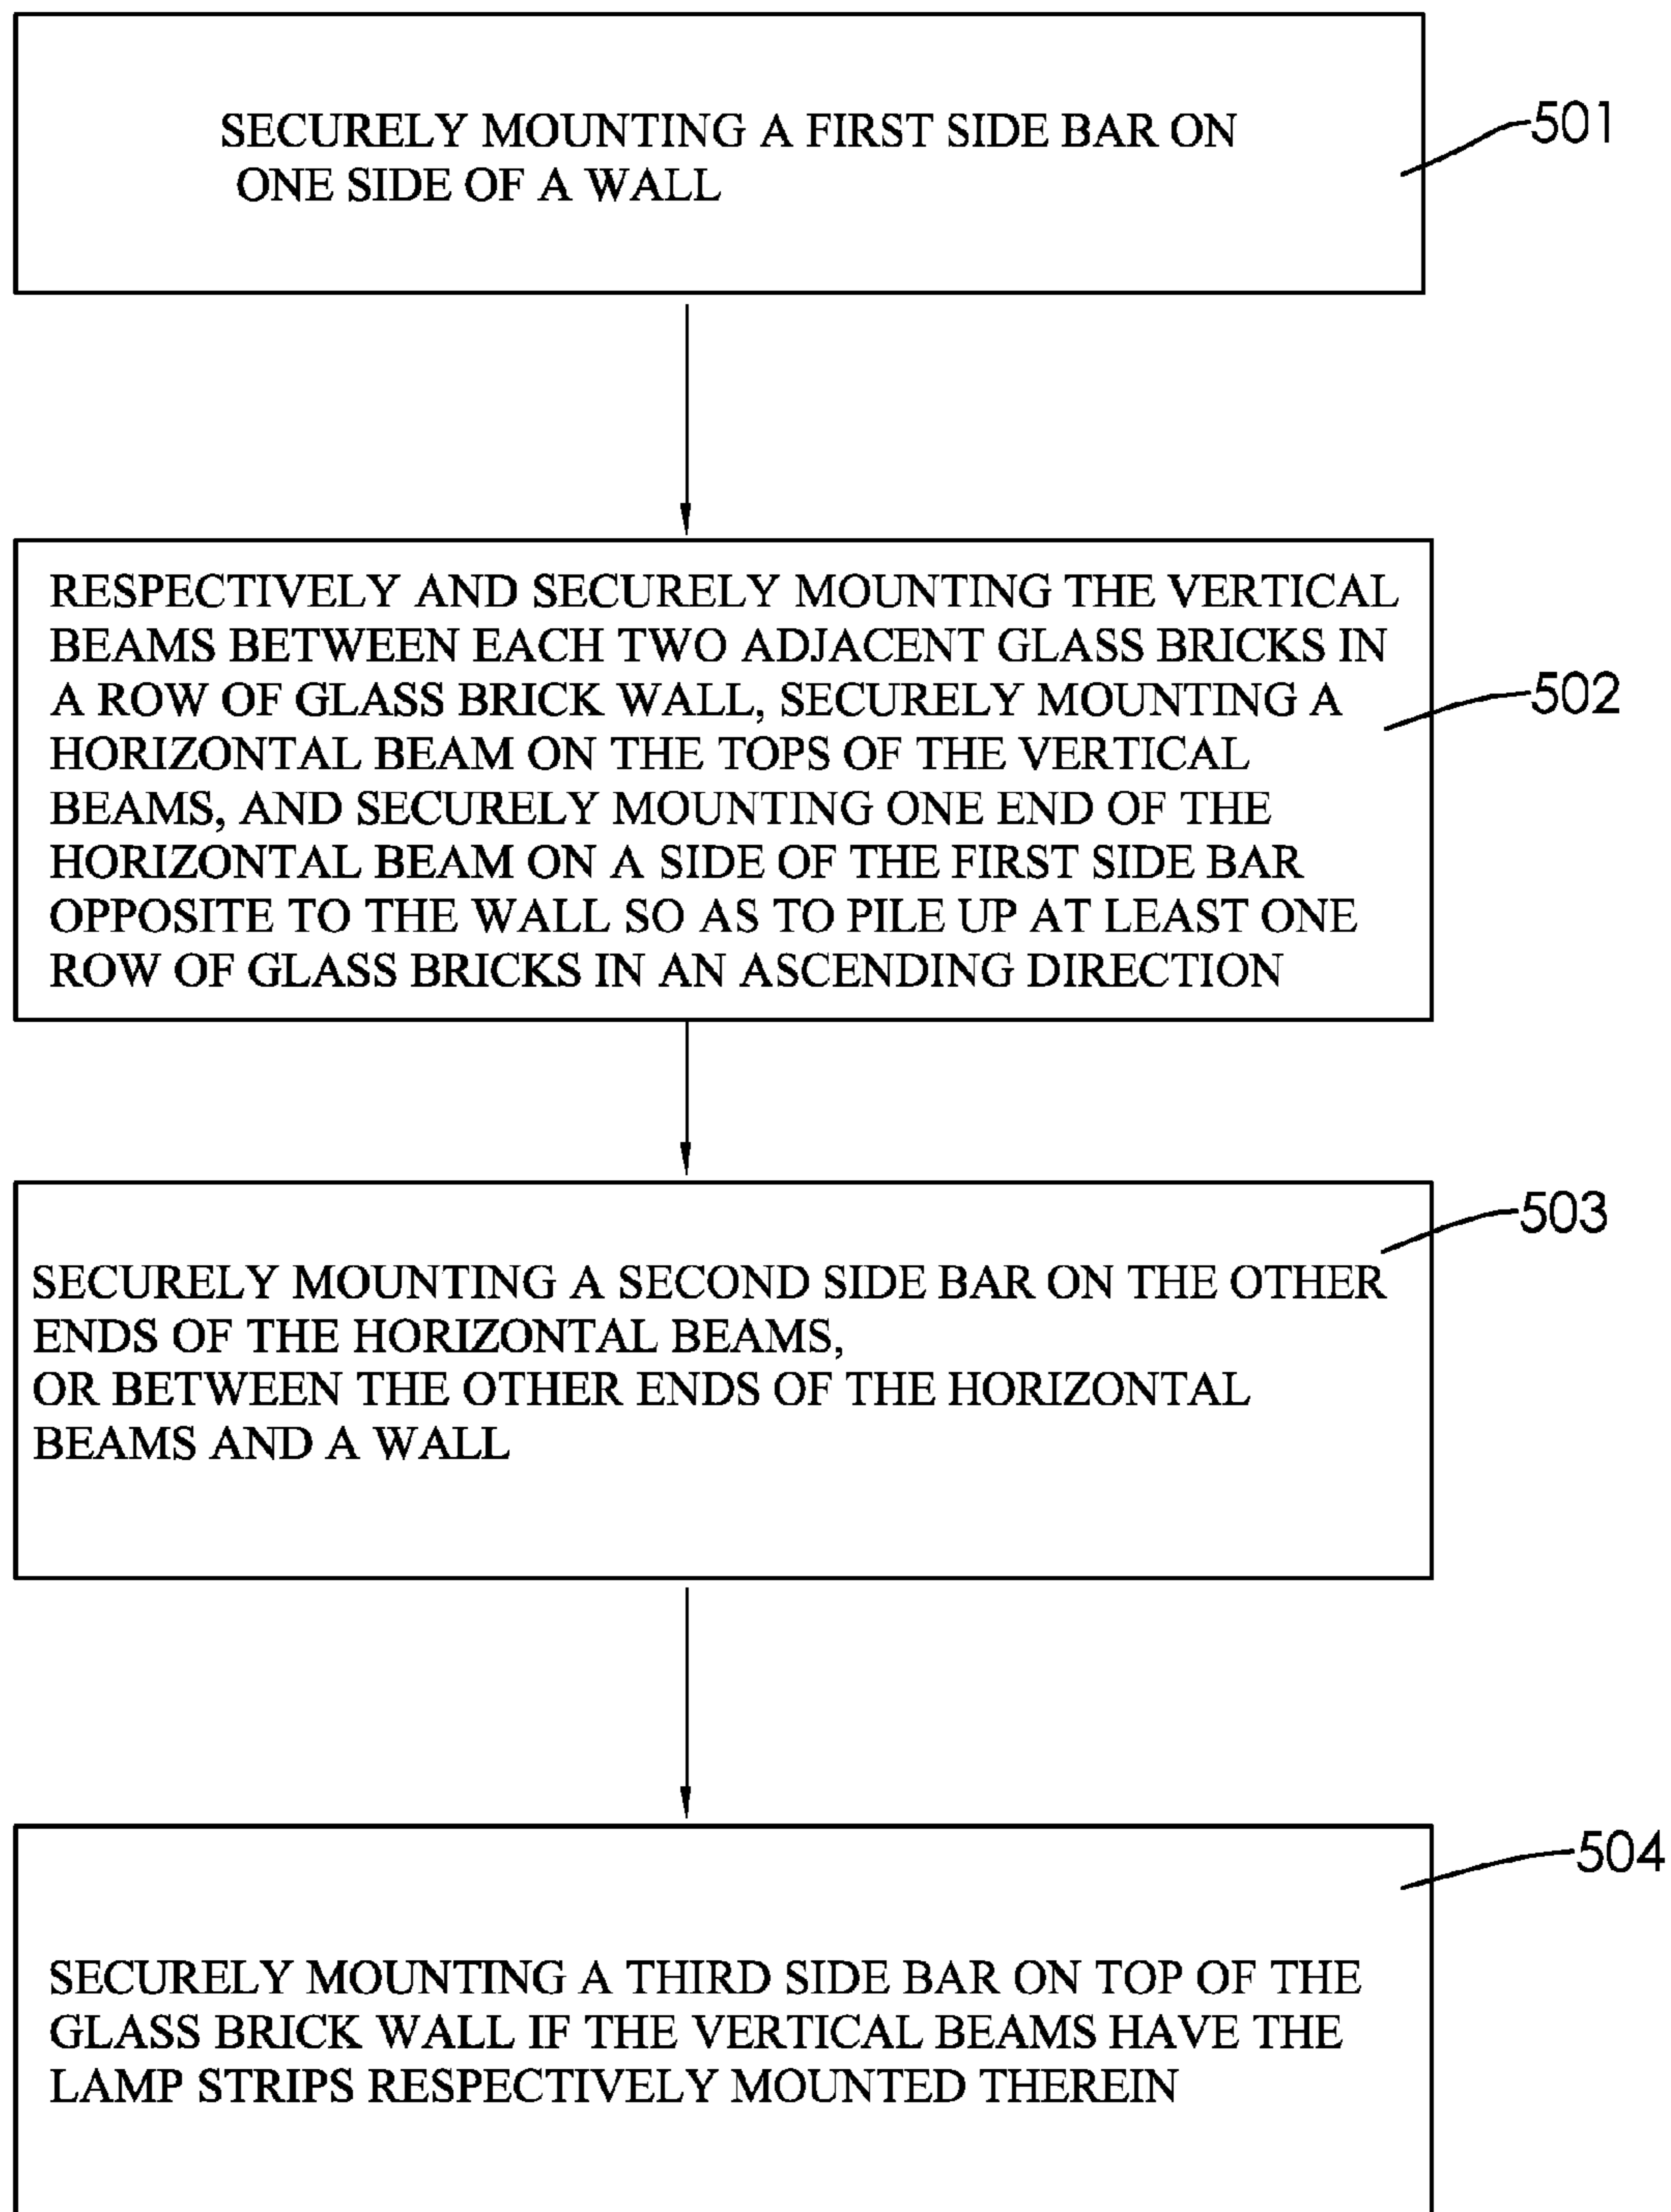 SECURELY MOUNTING A FIRST SIDE BAR ON
ONE SIDE OF A WALL
501
RESPECTIVELY AND SECURELY MOUNTING THE VERTICAL
BEAMS BETWEEN EACH TWO ADJACENT GLASS BRICKS IN
A ROW OF GLASS BRICK WALL, SECURELY MOUNTING A
HORIZONTAL BEAM ON THE TOPS OF THE VERTICAL
BEAMS, AND SECURELY MOUNTING ONE END OF THE
HORIZONTAL BEAM ON A SIDE OF THE FIRST SIDE BAR
OPPOSITE TO THE WALL SO AS TO PILE UP AT LEAST ONE
ROW OF GLASS BRICKS IN AN ASCENDING DIRECTION
502
SECURELY MOUNTING A SECOND SIDE BAR ON THE OTHER
ENDS OF THE HORIZONTAL BEAMS,
OR BETWEEN THE OTHER ENDS OF THE HORIZONTAL
BEAMS AND A WALL
503
SECURELY MOUNTING A THIRD SIDE BAR ON TOP OF THE
GLASS BRICK WALL IF THE VERTICAL BEAMS HAVE THE
LAMP STRIPS RESPECTIVELY MOUNTED THEREIN
504